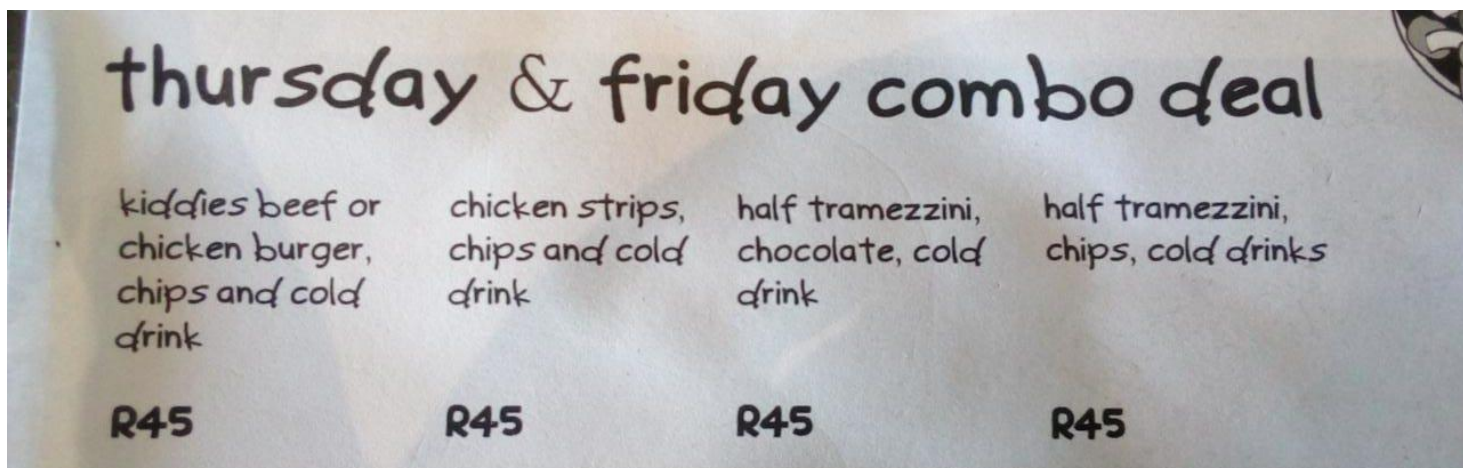 thursday & friday combo deal
kiddies beef or
chicken burger,
chips and cold
drink
R45
chicken strips,
chips and cold
drink
R45
half tramezzini,
chocolate, cold
drink
R45
half tramezzini,
chips, cold drinks
R45